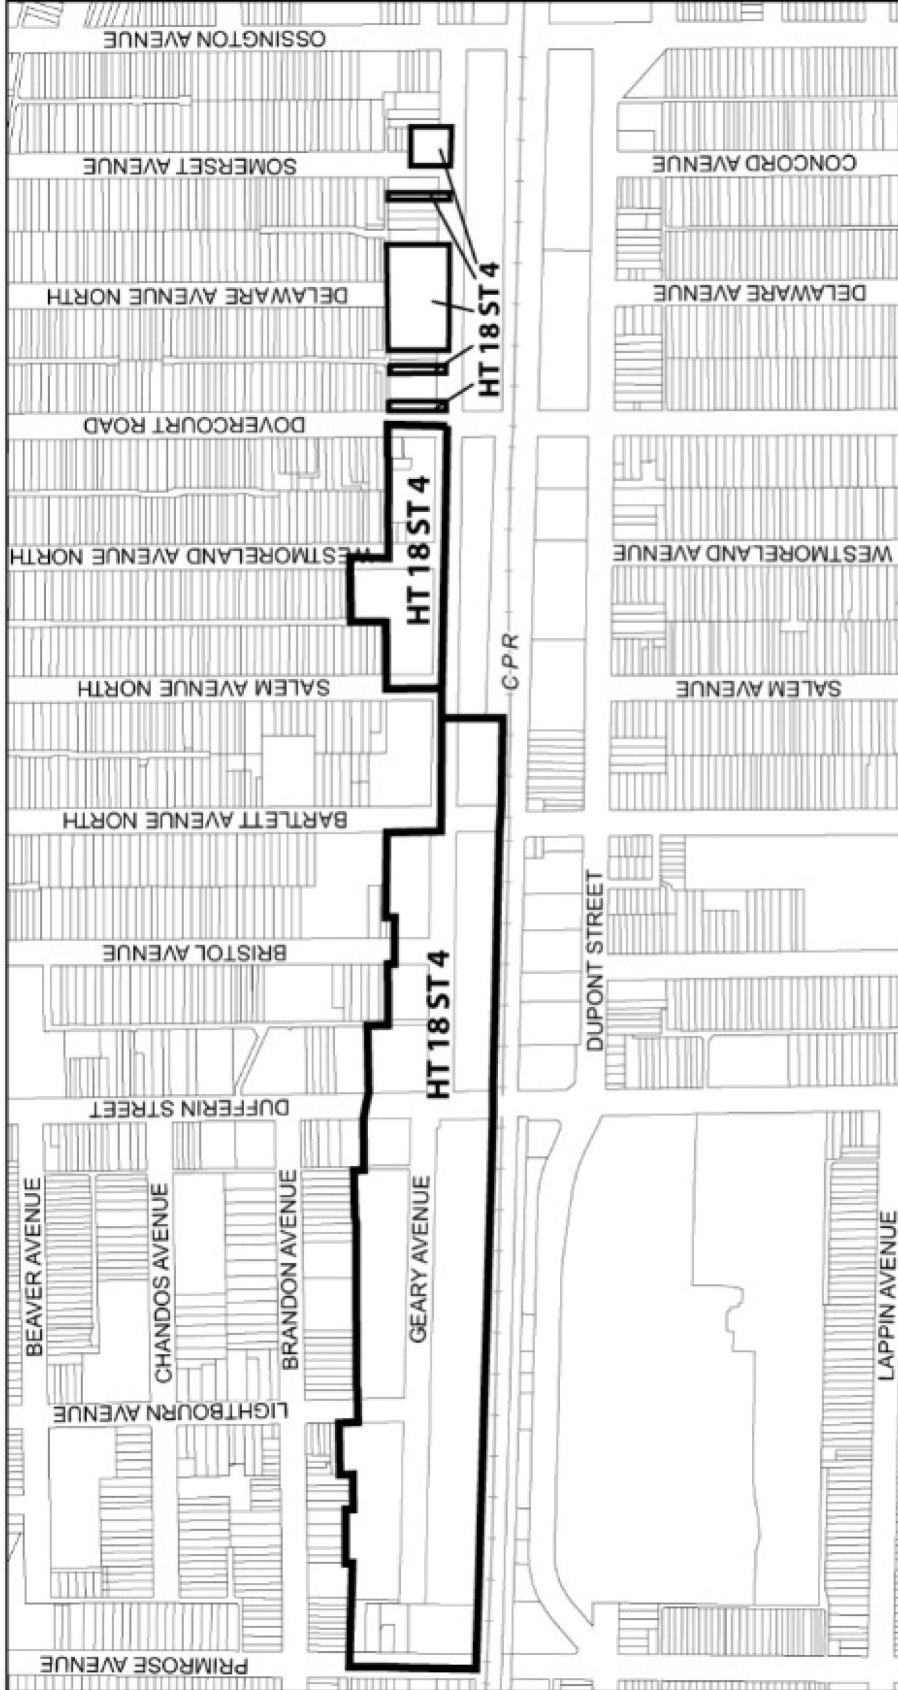 OSSINGTON AVENUE
SOMERSET AVENUE
CONCORD AVENUE
DELAWARE AVENUE NORTH
DELAWARE AVENUE
HT 18 ST 4
DOVERCOURT ROAD
HT 18 ST 4
WESTMORELAND AVENUE NORTH
WESTMORELAND AVENUE
CPR
SALEM AVENUE NORTH
SALEM AVENUE
BARTLETT AVENUE NORTH
BRISTOL AVENUE
HT 18 ST 4
DUPONT STREET
DUFFERIN STREET
BEAVER AVENUE
CHANDOS AVENUE
BRANDON AVENUE
GEARY AVENUE
LAPPIN AVENUE
LIGHTBOURN AVENUE
PRIMROSE AVENUE